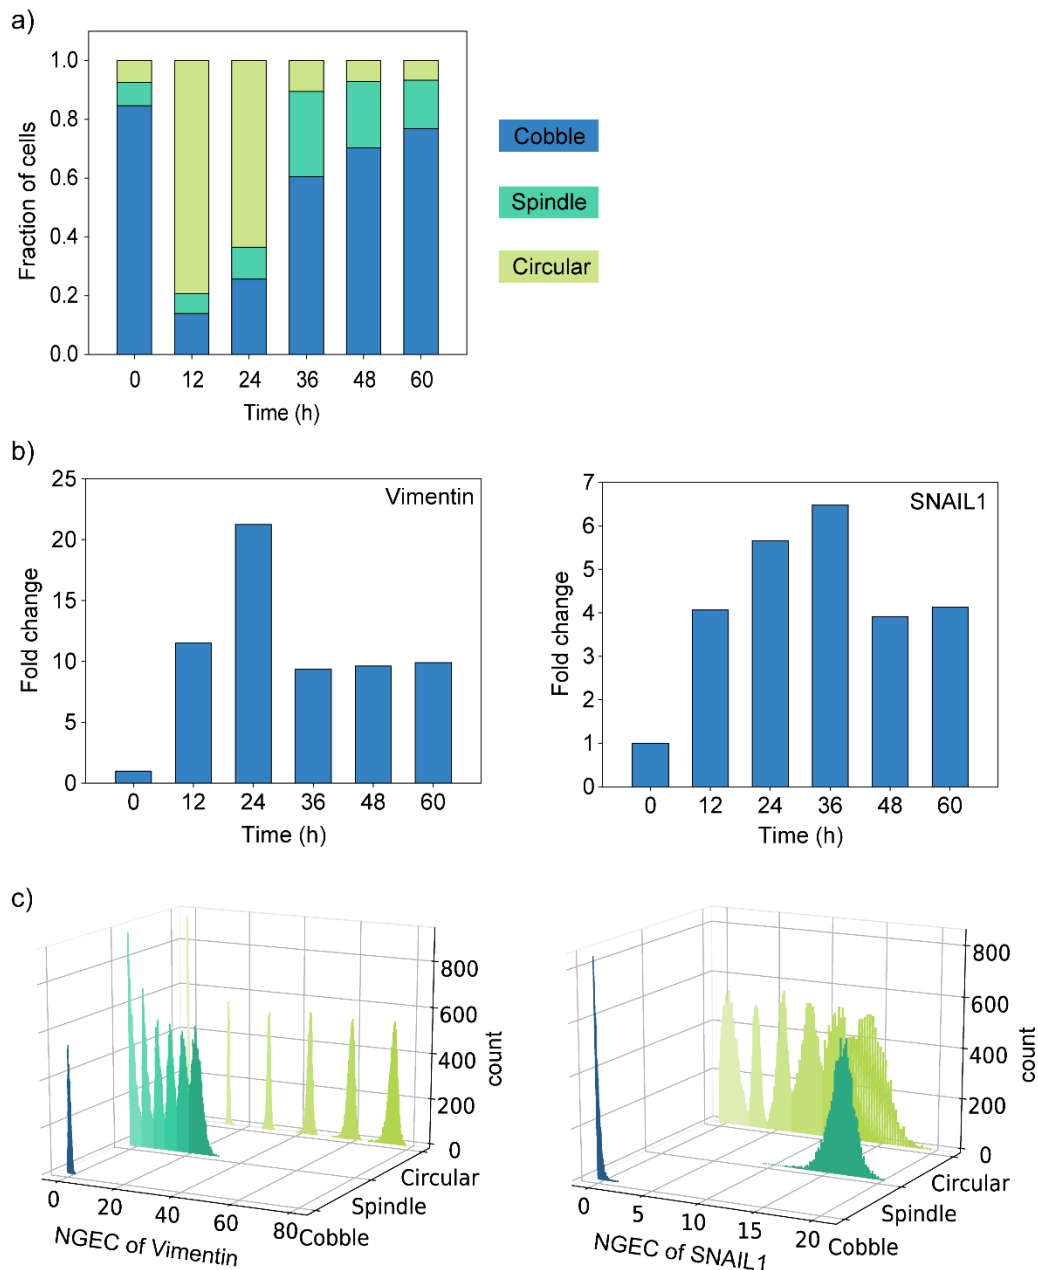 a)
1.0
0.8
0.6
0.4
0.2
0.0
Fraction of cells
0 12 24 36 48 60
Time (h)
Cobble
Spindle
Circular
b)
25
20
15
10
5
0
Fold change
Vimentin
0 12 24 36 48 60
Time (h)
7
6
5
4
3
2
1
0
Fold change
SNAIL1
0 12 24 36 48 60
Time (h)
c)
800
600
400
200
0
count
Circular
Spindle
Cobble
0 20 40 60 80
NGEC of Vimentin
800
600
400
200
0
count
Circular
Spindle
Cobble
0 5 10 15 20
NGEC of SNAIL1